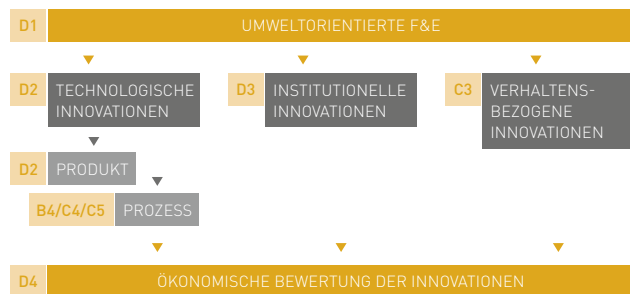 D1 UMWELTORIENTIERTE F&E
D2 TECHNOLOGISCHE
INNOVATIONEN
D3 INSTITUTIONELLE
INNOVATIONEN
C3 VERHALTENS-
BEZOGENE
INNOVATIONEN
D2 PRODUKT
B4/C4/C5 PROZESS
D4 ÖKONOMISCHE BEWERTUNG DER INNOVATIONEN